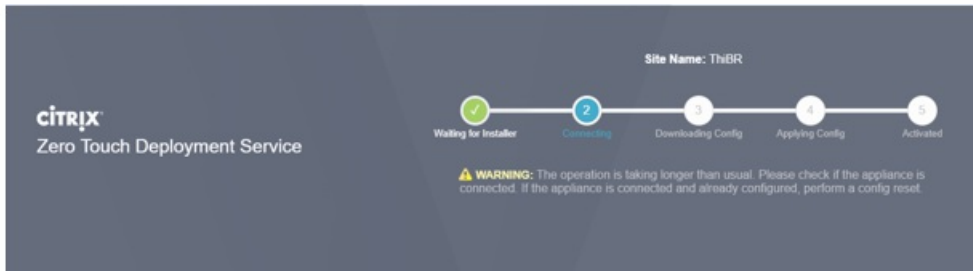 Site Name: ThiBR
CİTRIX
Zero Touch Deployment Service
2
3
4
5
Waiting for Installer
Connecting
Downloading Config
Applying Config
Activated
WARNING: The operation is taking longer than usual. Please check if the appliance is
connected. If the appliance is connected and already configured, perform a config reset.